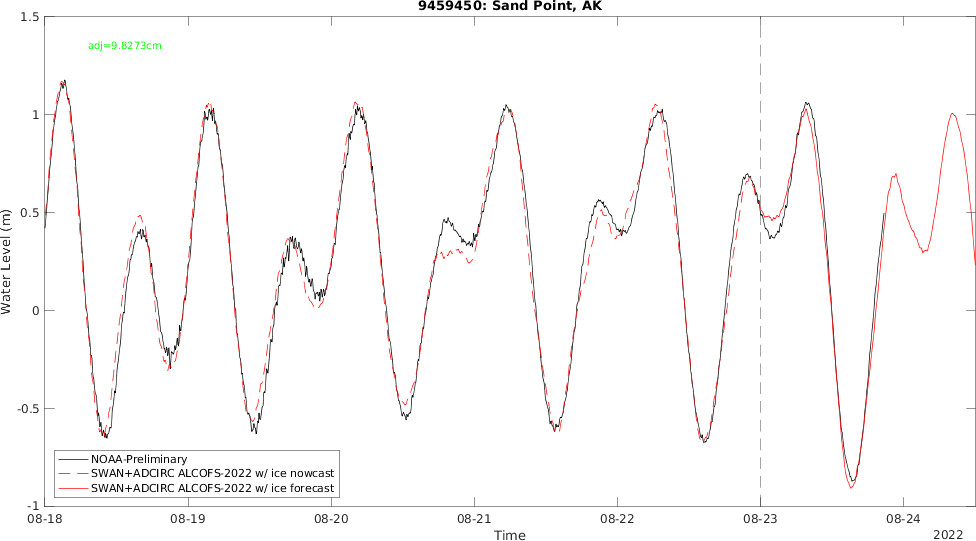 9459450: Sand Point, AK
adj=9.8273cm
1.5
1
0.5
0
-0.5
-1
Water Level (m)
NOAA-Preliminary
SWAN+ADCIRC ALCOFS-2022 w/ ice nowcast
SWAN+ADCIRC ALCOFS-2022 w/ ice forecast
08-18 08-19 08-20 08-21 08-22 08-23 08-24
Time
2022